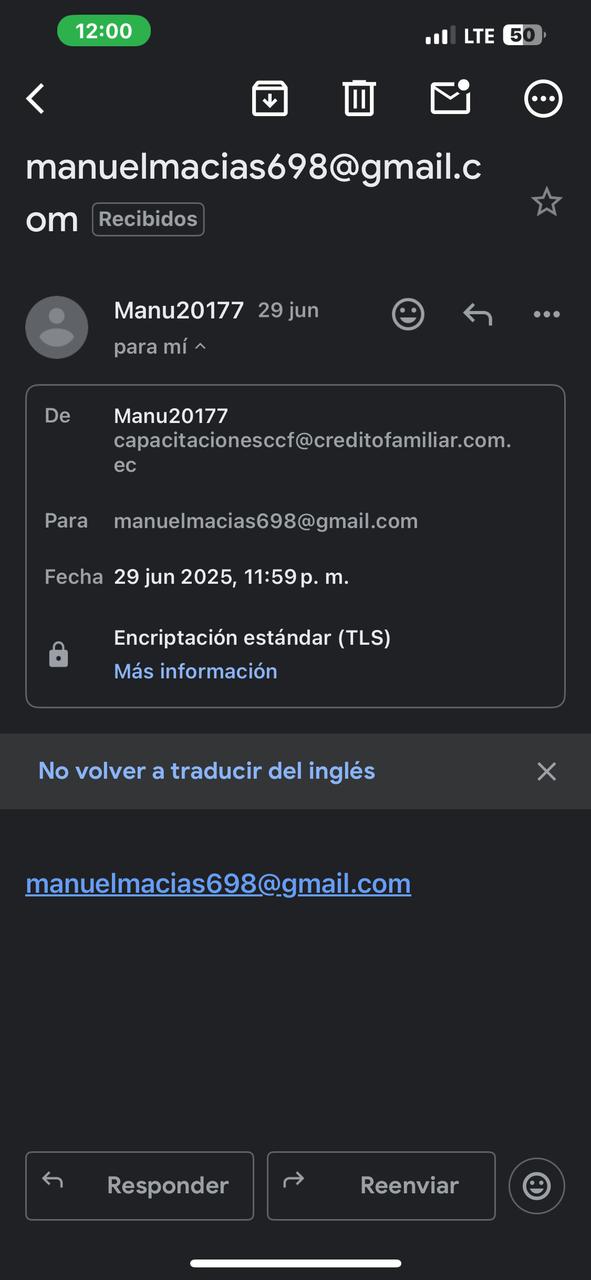 12:00
LTE 50
manuelmacias698@gmail.c
om Recibidos
Manu20177 29 jun
para mí
De Manu20177
capacitacionesccf@creditofamiliar.com.
ec
Para manuelmacias698@gmail.com
Fecha 29 jun 2025, 11:59 p. m.
Encriptación estándar (TLS)
Más información
No volver a traducir del inglés
manuelmacias698@gmail.com
Responder
Reenviar